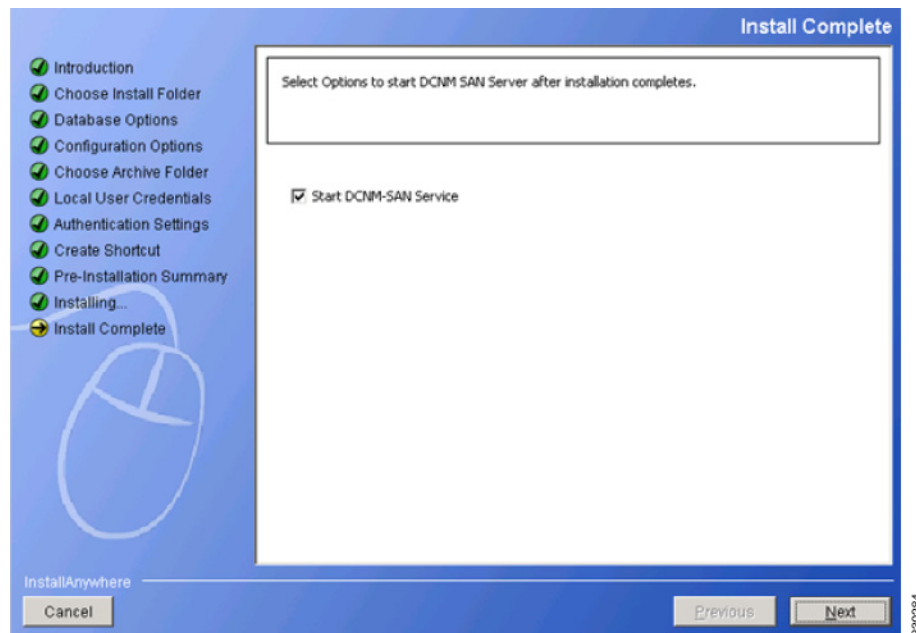 Install Complete
Introduction
Choose Install Folder
Database Options
Configuration Options
Choose Archive Folder
Local User Credentials
Authentication Settings
Create Shortcut
Pre-Installation Summary
Installing...
Install Complete
Select Options to start DCNM SAN Server after installation completes.
Start DCNM-SAN Service
InstallAnywhere
Cancel
Previous
Next